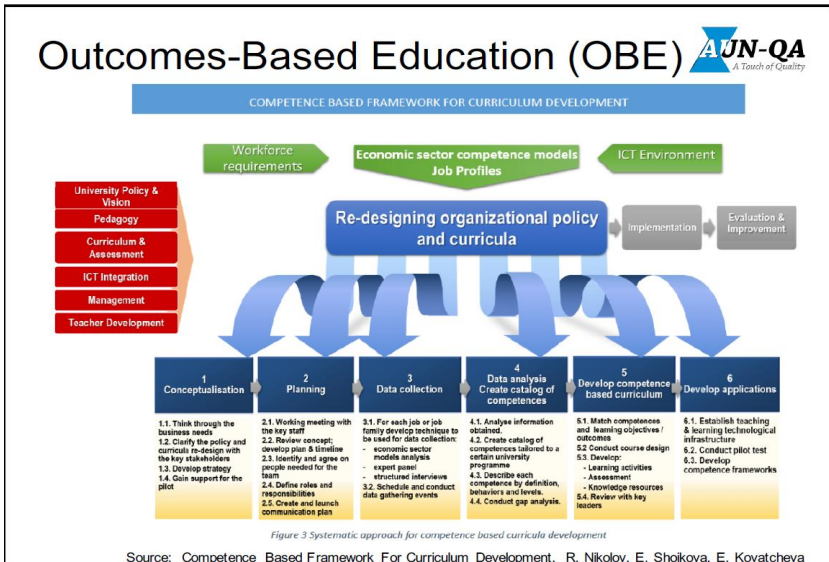 Outcomes-Based Education (OBE)
AUN-QA
A Touch of Quality
COMPETENCE BASED FRAMEWORK FOR CURRICULUM DEVELOPMENT
Workforce
requirements
Economic sector competence models
Job Profiles
ICT Environment
University Policy &
Vision
Pedagogy
Curriculum &
Assessment
ICT Integration
Management
Teacher Development
Re-designing organizational policy
and curricula
Implementation
Evaluation &
Improvement
1
Conceptualisation
1.1. Think through the
business needs
1.2. Clarify the policy and
curricula re-design with
the key stakeholders
1.3. Develop strategy
1.4. Gain support for the
pilot
2
Planning
2.1. Working meeting with
the key staff
2.2. Review concept;
develop plan & timeline
2.3. Identify and agree on
people needed for the
team
2.4. Define roles and
responsibilities
2.5. Create and launch
communication plan
3
Data collection
3.1. For each job or job
family develop technique to
be used for data collection:
- economic sector
models analysis
- expert panel
- structured interviews
3.2. Schedule and conduct
data gathering events
4
Data analysis
Create catalog of
competences
4.1. Analyse information
obtained.
4.2. Create catalog of
competences tailored to a
certain university
programme
4.3. Describe each
competence by definition,
behaviors and levels.
4.4. Conduct gap analysis.
5
Develop competence
based curriculum
5.1. Match competences
and learning objectives /
outcomes
5.2 Conduct course design
5.3. Develop:
- Learning activities
- Assessment
- Knowledge resources
5.4. Review with key
leaders
6
Develop applications
6.1. Establish teaching
& learning technological
infrastructure
6.2. Conduct pilot test
6.3. Develop
competence frameworks
Figure 3 Systematic approach for competence based curricula development
Source: Competence Based Framework For Curriculum Development, R. Nikolov, E. Shoikova, E. Kovatcheva